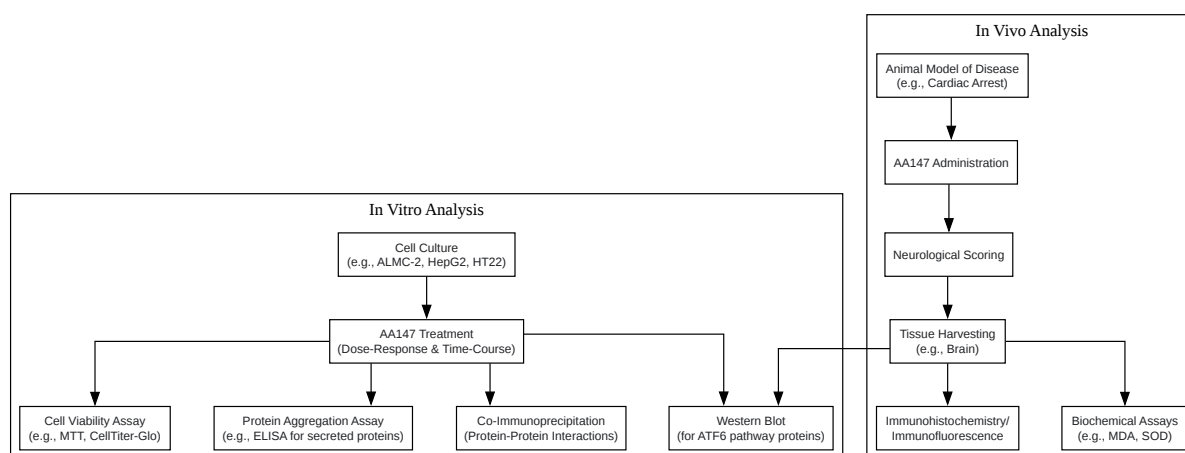 In Vivo Analysis
Animal Model of Disease
(e.g., Cardiac Arrest)
AA147 Administration
Neurological Scoring
Tissue Harvesting
(e.g., Brain)
Immunohistochemistry/
Immunofluorescence
Biochemical Assays
(e.g., MDA, SOD)
In Vitro Analysis
Cell Culture
(e.g., ALMC-2, HepG2, HT22)
AA147 Treatment
(Dose-Response & Time-Course)
Cell Viability Assay
(e.g., MTT, CellTiter-Glo)
Protein Aggregation Assay
(e.g., ELISA for secreted proteins)
Co-Immunoprecipitation
(Protein-Protein Interactions)
Western Blot
(for ATF6 pathway proteins)